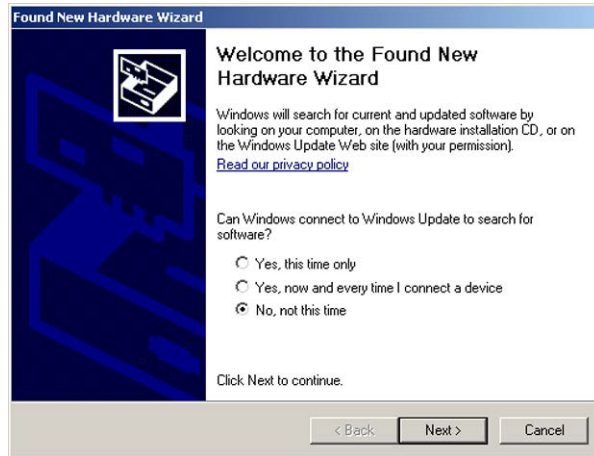 Found New Hardware Wizard
Welcome to the Found New
Hardware Wizard
Windows will search for current and updated software by
looking on your computer, on the hardware installation CD, or on
the Windows Update Web site (with your permission).
Read our privacy policy
Can Windows connect to Windows Update to search for
software?
Yes, this time only
Yes, now and every time I connect a device
No, not this time
Click Next to continue.
< Back
Next >
Cancel